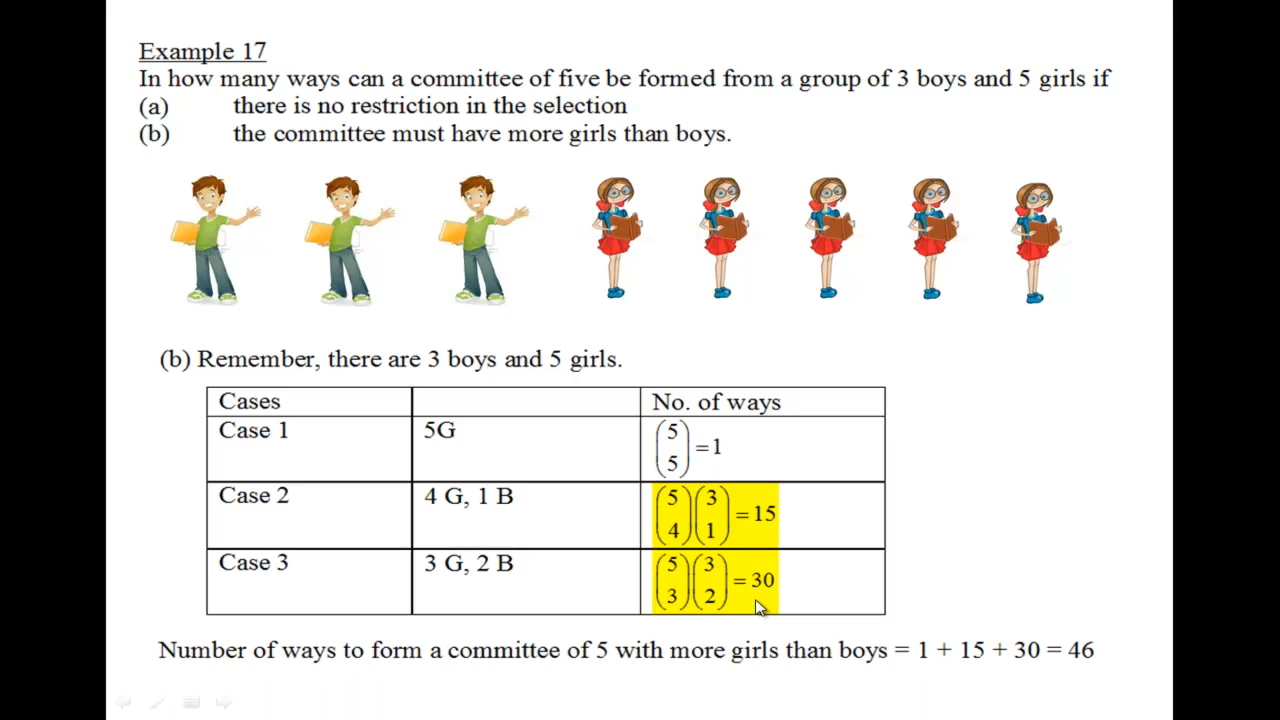 Example 17
In how many ways can a committee of five be formed from a group of 3 boys and 5 girls if
(a) there is no restriction in the selection
(b) the committee must have more girls than boys.
(b) Remember, there are 3 boys and 5 girls.
Cases No. of ways
Case 1 5G (5 5) = 1
Case 2 4 G, 1 B (5 4)(3 1) = 15
Case 3 3 G, 2 B (5 3)(3 2) = 30
Number of ways to form a committee of 5 with more girls than boys = 1 + 15 + 30 = 46